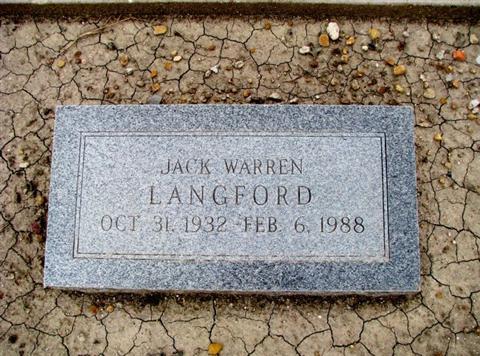 JACK WARREN
LANGFORD
OCT. 31, 1932 - FEB. 6, 1988